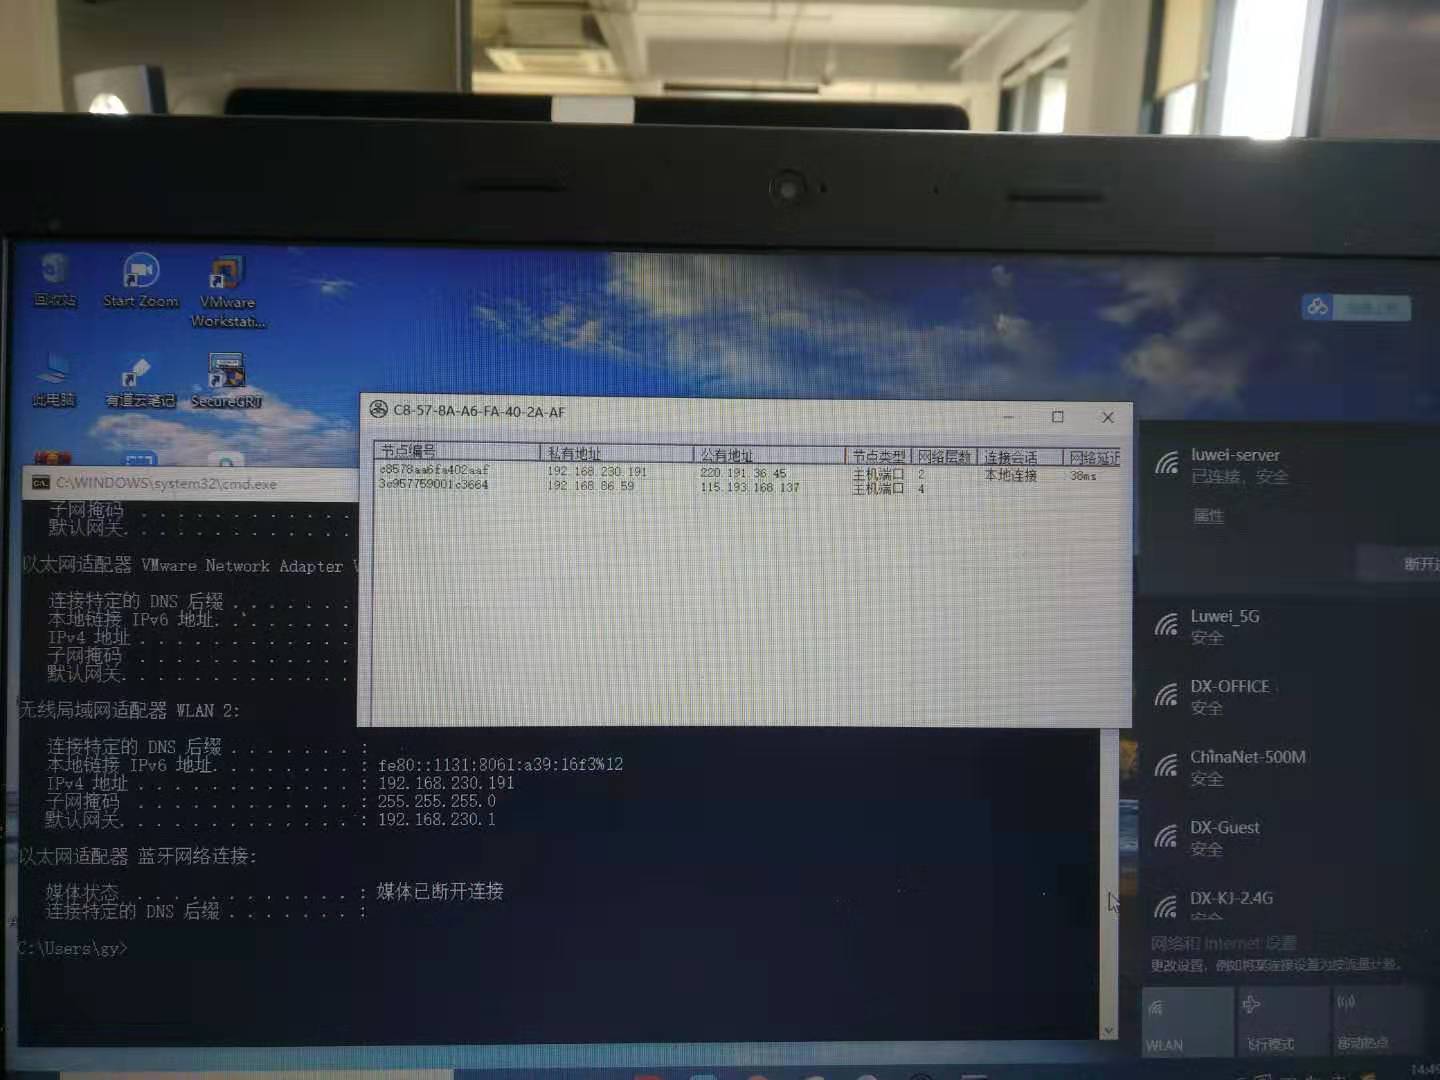 回收站
Start Zoom
VMware
Workstati...
此电脑
有道云笔记
SecureCRT
C8-57-8A-A6-FA-40-2A-AF
节点编号 私有地址 公有地址 节点类型 网络层数 连接会话 网络延迟
c8578aa6fa402aaf 192.168.230.191 220.191.36.45 主机端口 2 本地连接 38ms
3c957759001c3664 192.168.86.59 115.193.168.137 主机端口 4
C:\WINDOWS\system32\cmd.exe
子网掩码 . . . . . . . . . . . .
默认网关. . . . . . . . . . . . .
以太网适配器 VMware Network Adapter V
连接特定的 DNS 后缀 . . . . . . .
本地链接 IPv6 地址. . . . . . . .
IPv4 地址 . . . . . . . . . . . .
子网掩码 . . . . . . . . . . . .
默认网关. . . . . . . . . . . . .
无线局域网适配器 WLAN 2:
连接特定的 DNS 后缀 . . . . . . . :
本地链接 IPv6 地址. . . . . . . . : fe80::1131:8061:a39:16f3%12
IPv4 地址 . . . . . . . . . . . . : 192.168.230.191
子网掩码 . . . . . . . . . . . . : 255.255.255.0
默认网关. . . . . . . . . . . . . : 192.168.230.1
以太网适配器 蓝牙网络连接:
媒体状态 . . . . . . . . . . . . : 媒体已断开连接
连接特定的 DNS 后缀 . . . . . . . :
C:\Users\gy>
luwei-server
已连接，安全
属性
断开
Luwei_5G
安全
DX-OFFICE
安全
ChinaNet-500M
安全
DX-Guest
安全
DX-KJ-2.4G
安全
网络和 Internet 设置
更改设置，例如将某连接设置为按流量计费。
WLAN
飞行模式
移动热点
14:49